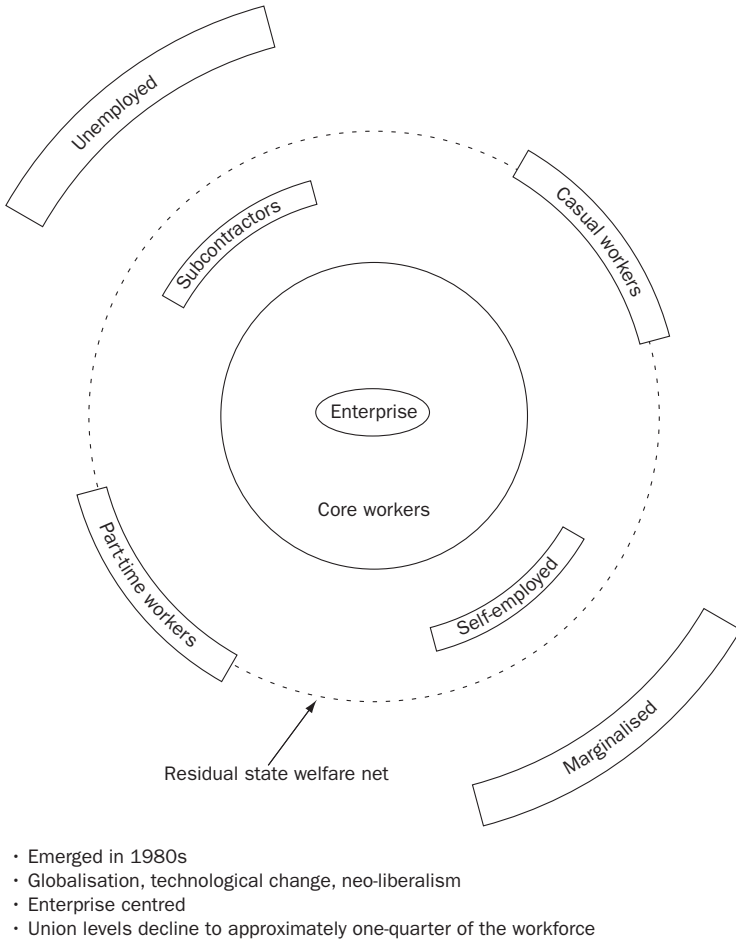 Unemployed
Subcontractors
Casual workers
Enterprise
Core workers
Part-time workers
Self-employed
Marginalised
Residual state welfare net
• Emerged in 1980s
• Globalisation, technological change, neo-liberalism
• Enterprise centred
• Union levels decline to approximately one-quarter of the workforce